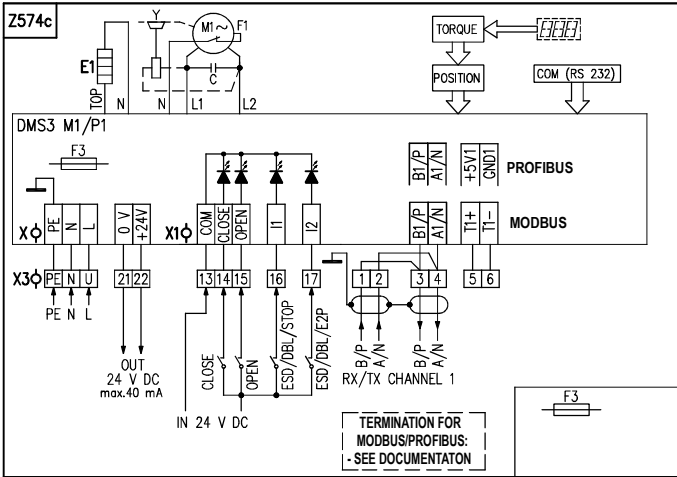 Z574c
Y
M1~
F1
TORQUE
E1
C
POSITION
COM (RS 232)
TOP
N
N
L1
L2
DMS3 M1/P1
F3
B1/P
A1/N
+5V1
GND1
PROFIBUS
X
PE
N
L
0 V
+24V
X1
COM
CLOSE
OPEN
I1
I2
B1/P
A1/N
T1+
T1-
MODBUS
X3
PE
N
U
21
22
13
14
15
16
17
1
2
3
4
5
6
PE N L
OUT
24 V DC
max.40 mA
CLOSE
OPEN
ESD/DBL/STOP
ESD/DBL/E2P
B/P
A/N
B/P
A/N
RX/TX CHANNEL 1
IN 24 V DC
TERMINATION FOR
MODBUS/PROFIBUS:
- SEE DOCUMENTATON
F3